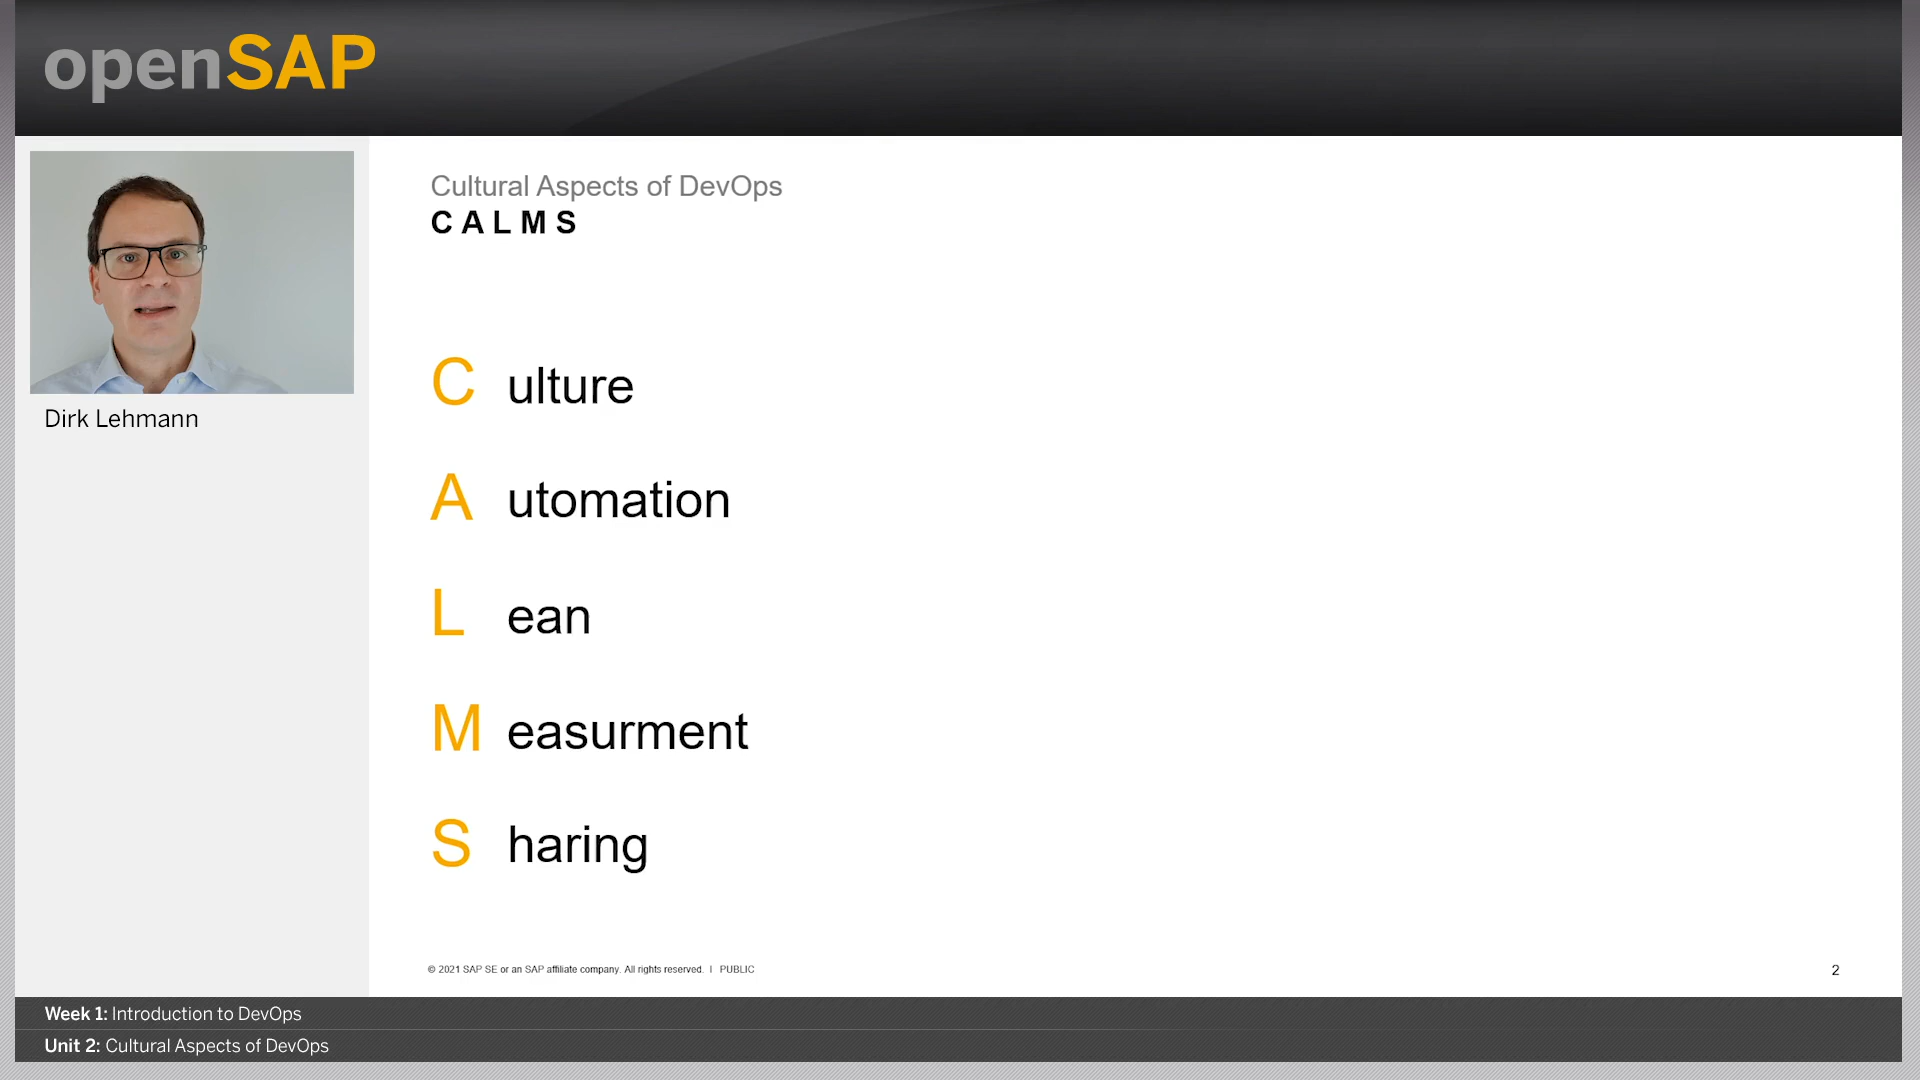 openSAP
Dirk Lehmann
Cultural Aspects of DevOps
C A L M S
C ulture
A utomation
L ean
M easurment
S haring
© 2021 SAP SE or an SAP affiliate company. All rights reserved. I PUBLIC
2
Week 1: Introduction to DevOps
Unit 2: Cultural Aspects of DevOps